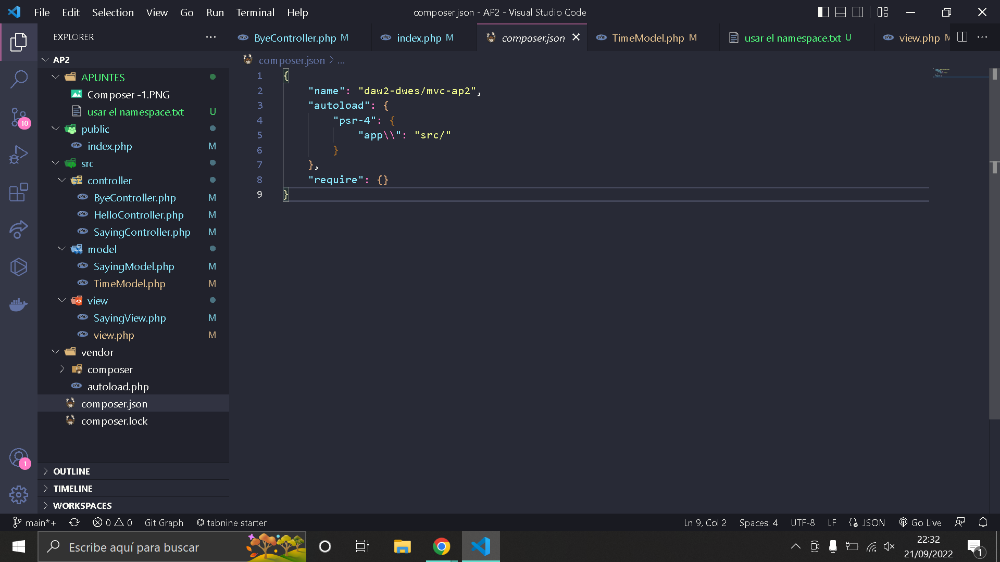 File Edit Selection View Go Run Terminal Help
composer.json - AP2 - Visual Studio Code
EXPLORER
ByeController.php M
index.php M
composer.json
TimeModel.php M
usar el namespace.txt U
view.php M
AP2
APUNTES
Composer -1.PNG
usar el namespace.txt U
public
index.php M
src
controller
ByeController.php M
HelloController.php M
SayingController.php M
model
SayingModel.php M
TimeModel.php M
view
SayingView.php M
view.php M
vendor
composer
autoload.php
composer.json
composer.lock
OUTLINE
TIMELINE
WORKSPACES
10
1
composer.json > ...
1 {
2 "name": "daw2-dwes/mvc-ap2",
3 "autoload": {
4 "psr-4": {
5 "app\\": "src/"
6 }
7 },
8 "require": {}
9 }
main*+ 0 0 Git Graph tabnine starter
Ln 9, Col 2 Spaces: 4 UTF-8 LF {} JSON Go Live
Escribe aquí para buscar
22:32
21/09/2022
1